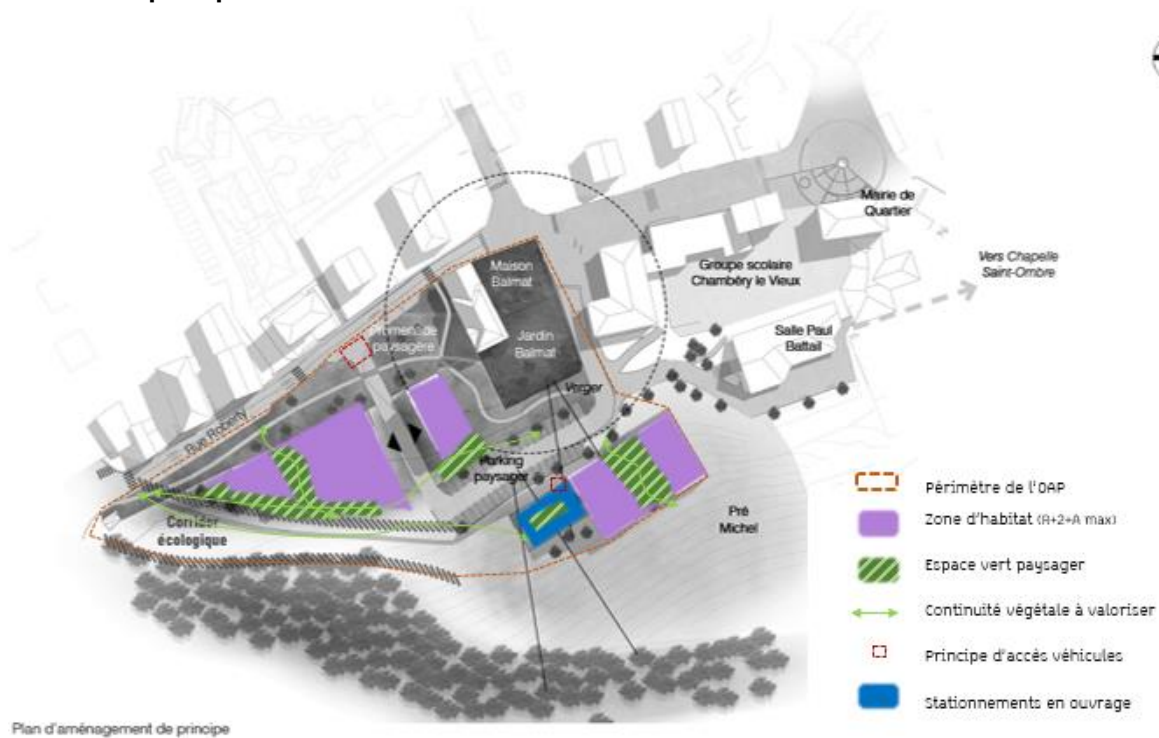 Mairie de
Quartier
Vers Chapelle
Saint-Ombre
Groupe scolaire
Chambéry le Vieux
Salle Paul
Battail
Maison
Balmat
Jardin
Balmat
Promenade
paysagère
Verger
Rue Roberty
Parking
paysager
Corridor
écologique
Pré
Michel
Périmètre de l'OAP
Zone d'habitat (R+2+A max)
Espace vert paysager
Continuité végétale à valoriser
Principe d'accès véhicules
Stationnements en ouvrage
Plan d'aménagement de principe